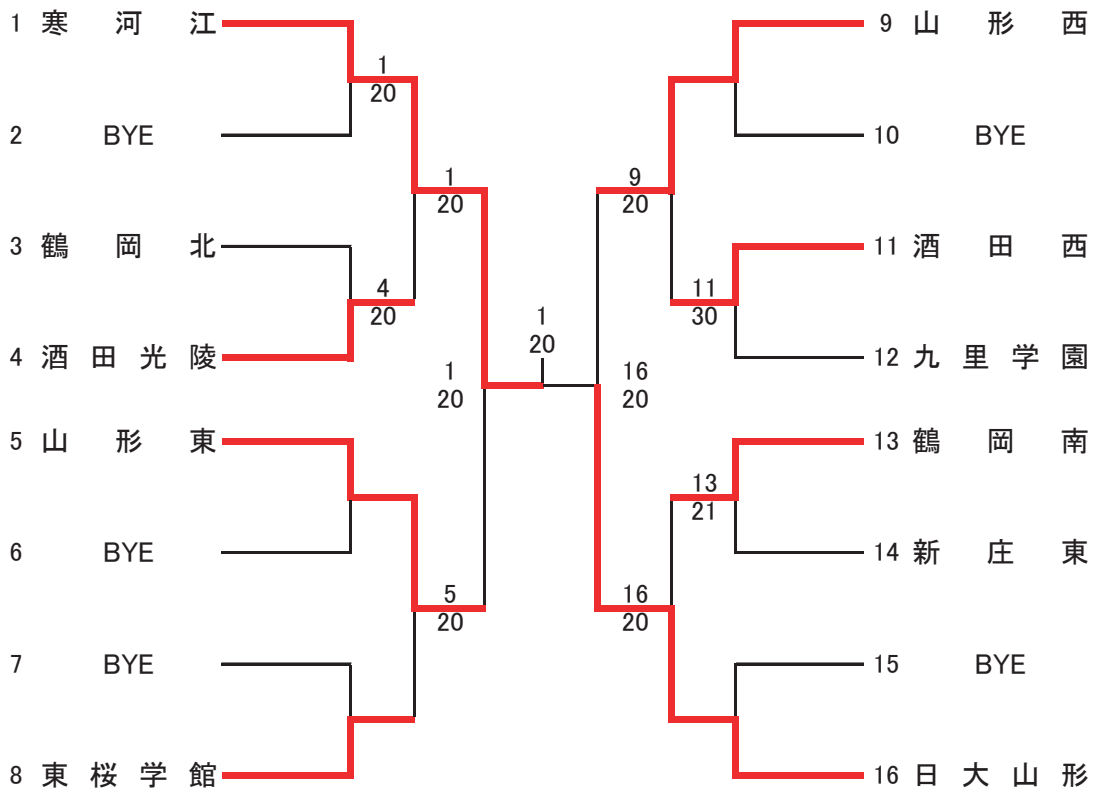 1 寒河江
2 BYE
3 鶴岡北
4 酒田光陵
5 山形東
6 BYE
7 BYE
8 東桜学館
1
20
4
20
1
20
5
20
1
20
1
20
16
20
9
20
16
20
11
30
13
21
9 山形西
10 BYE
11 酒田西
12 九里学園
13 鶴岡南
14 新庄東
15 BYE
16 日大山形